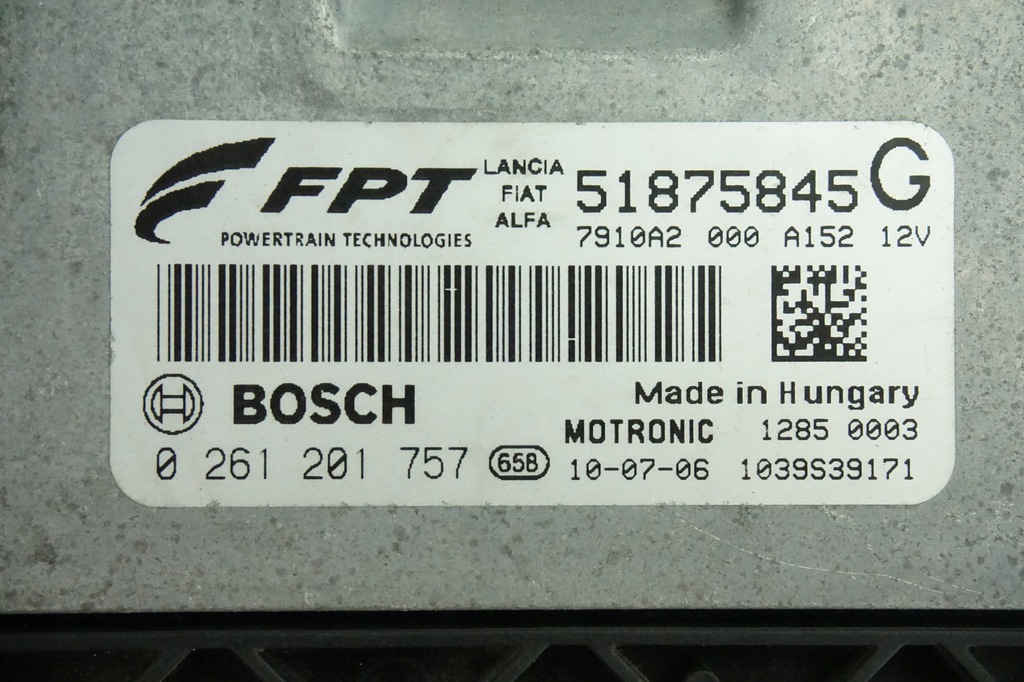 FPT
POWERTRAIN TECHNOLOGIES
LANCIA
FIAT
ALFA
51875845 G
7910A2 000 A152 12V
BOSCH
0 261 201 757 65B
Made in Hungary
MOTRONIC 1285 0003
10-07-06 1039S39171